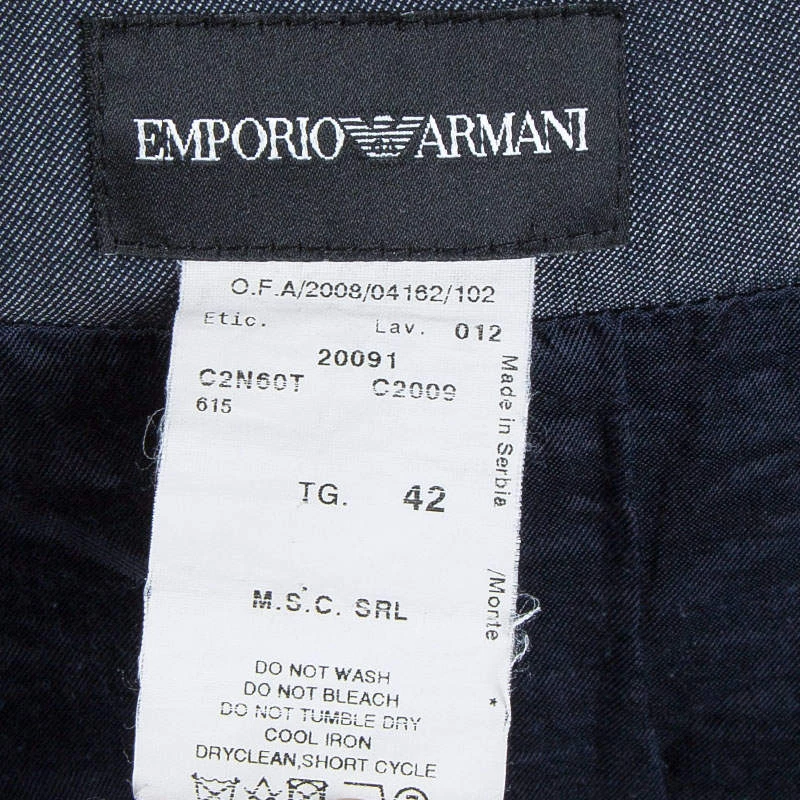 EMPORIO ARMANI
O.F.A/2008/04162/102
Etic. Lav. 012
20091
C2N60T C2009
615
TG. 42
M.S.C. SRL
DO NOT WASH
DO NOT BLEACH
DO NOT TUMBLE DRY
COOL IRON
DRYCLEAN,SHORT CYCLE
Made in Serbia /Monte *